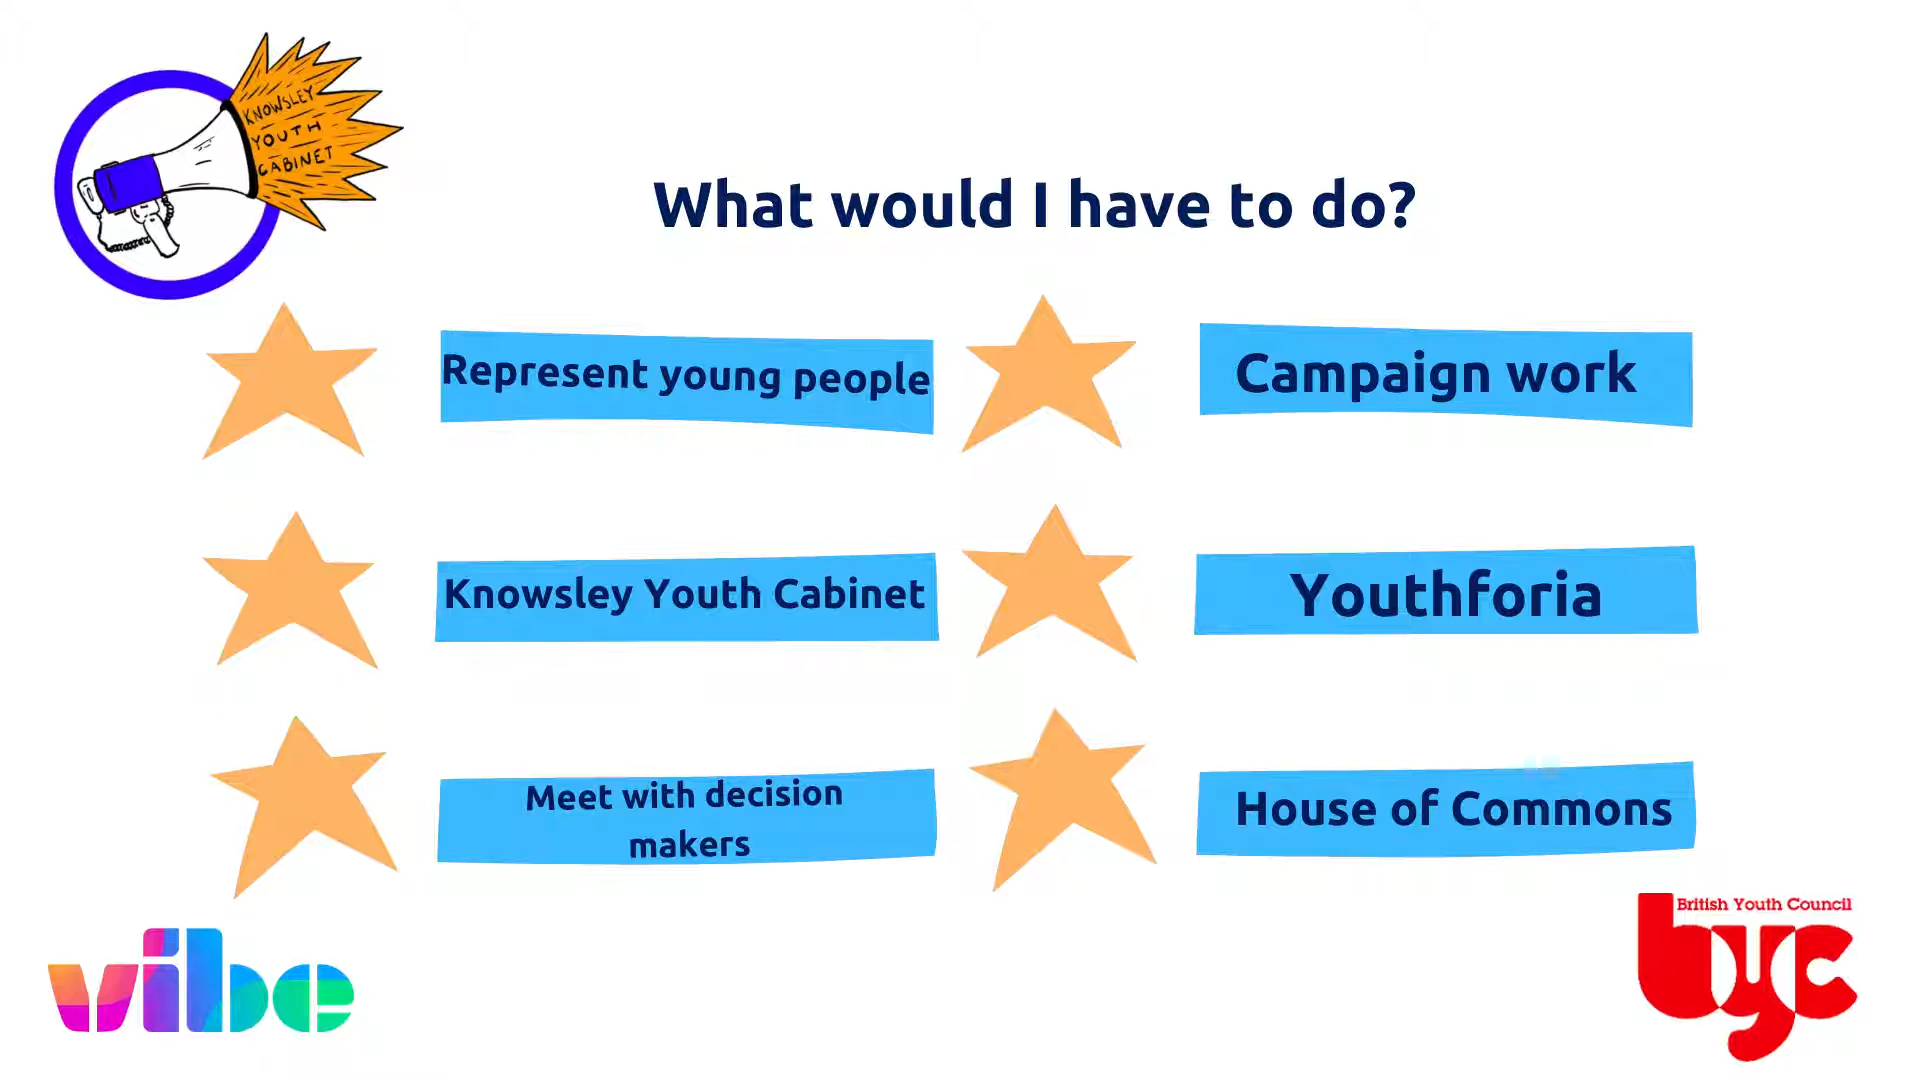 KNOWSLEY
YOUTH
CABINET
What would I have to do?
Represent young people
Campaign work
Knowsley Youth Cabinet
Youthforia
Meet with decision
makers
House of Commons
vibe
British Youth Council
byc